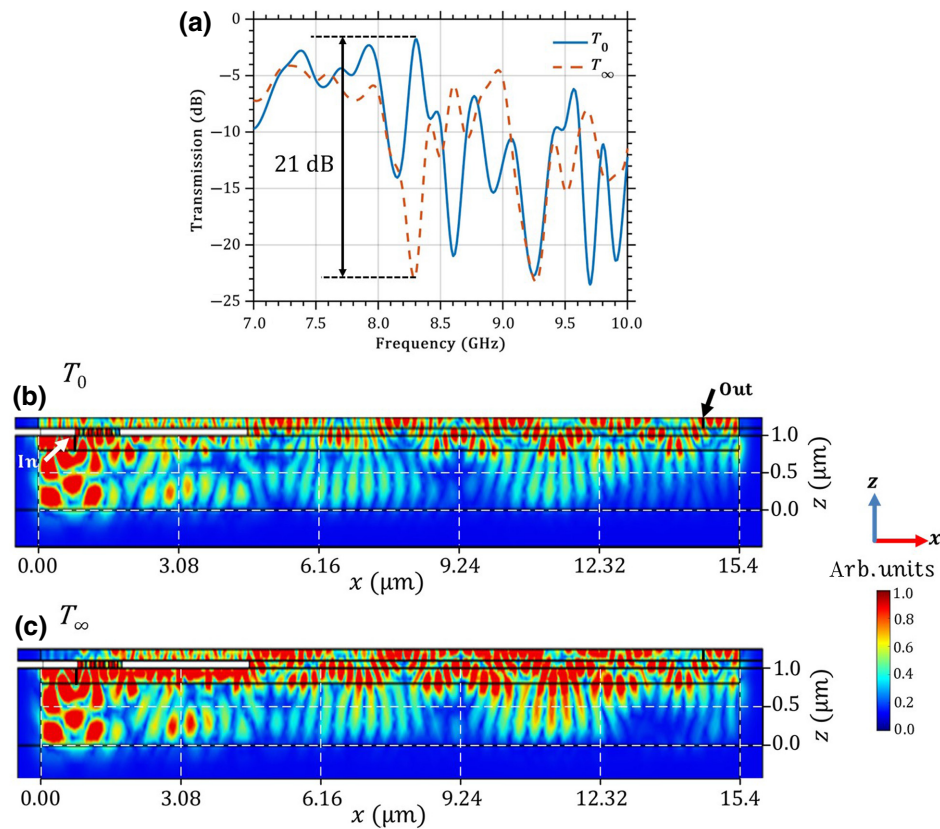 (a)
0
−5
−10
−15
−20
−25
Transmission (dB)
T0
T∞
21 dB
7.0 7.5 8.0 8.5 9.0 9.5 10.0
Frequency (GHz)
(b) T0
Out
In
1.0
0.5
0.0
z (μm)
0.00 3.08 6.16 9.24 12.32 15.4
x (μm)
z
x
Arb.units
1.0
0.8
0.6
0.4
0.2
0.0
(c) T∞
1.0
0.5
0.0
z (μm)
0.00 3.08 6.16 9.24 12.32 15.4
x (μm)